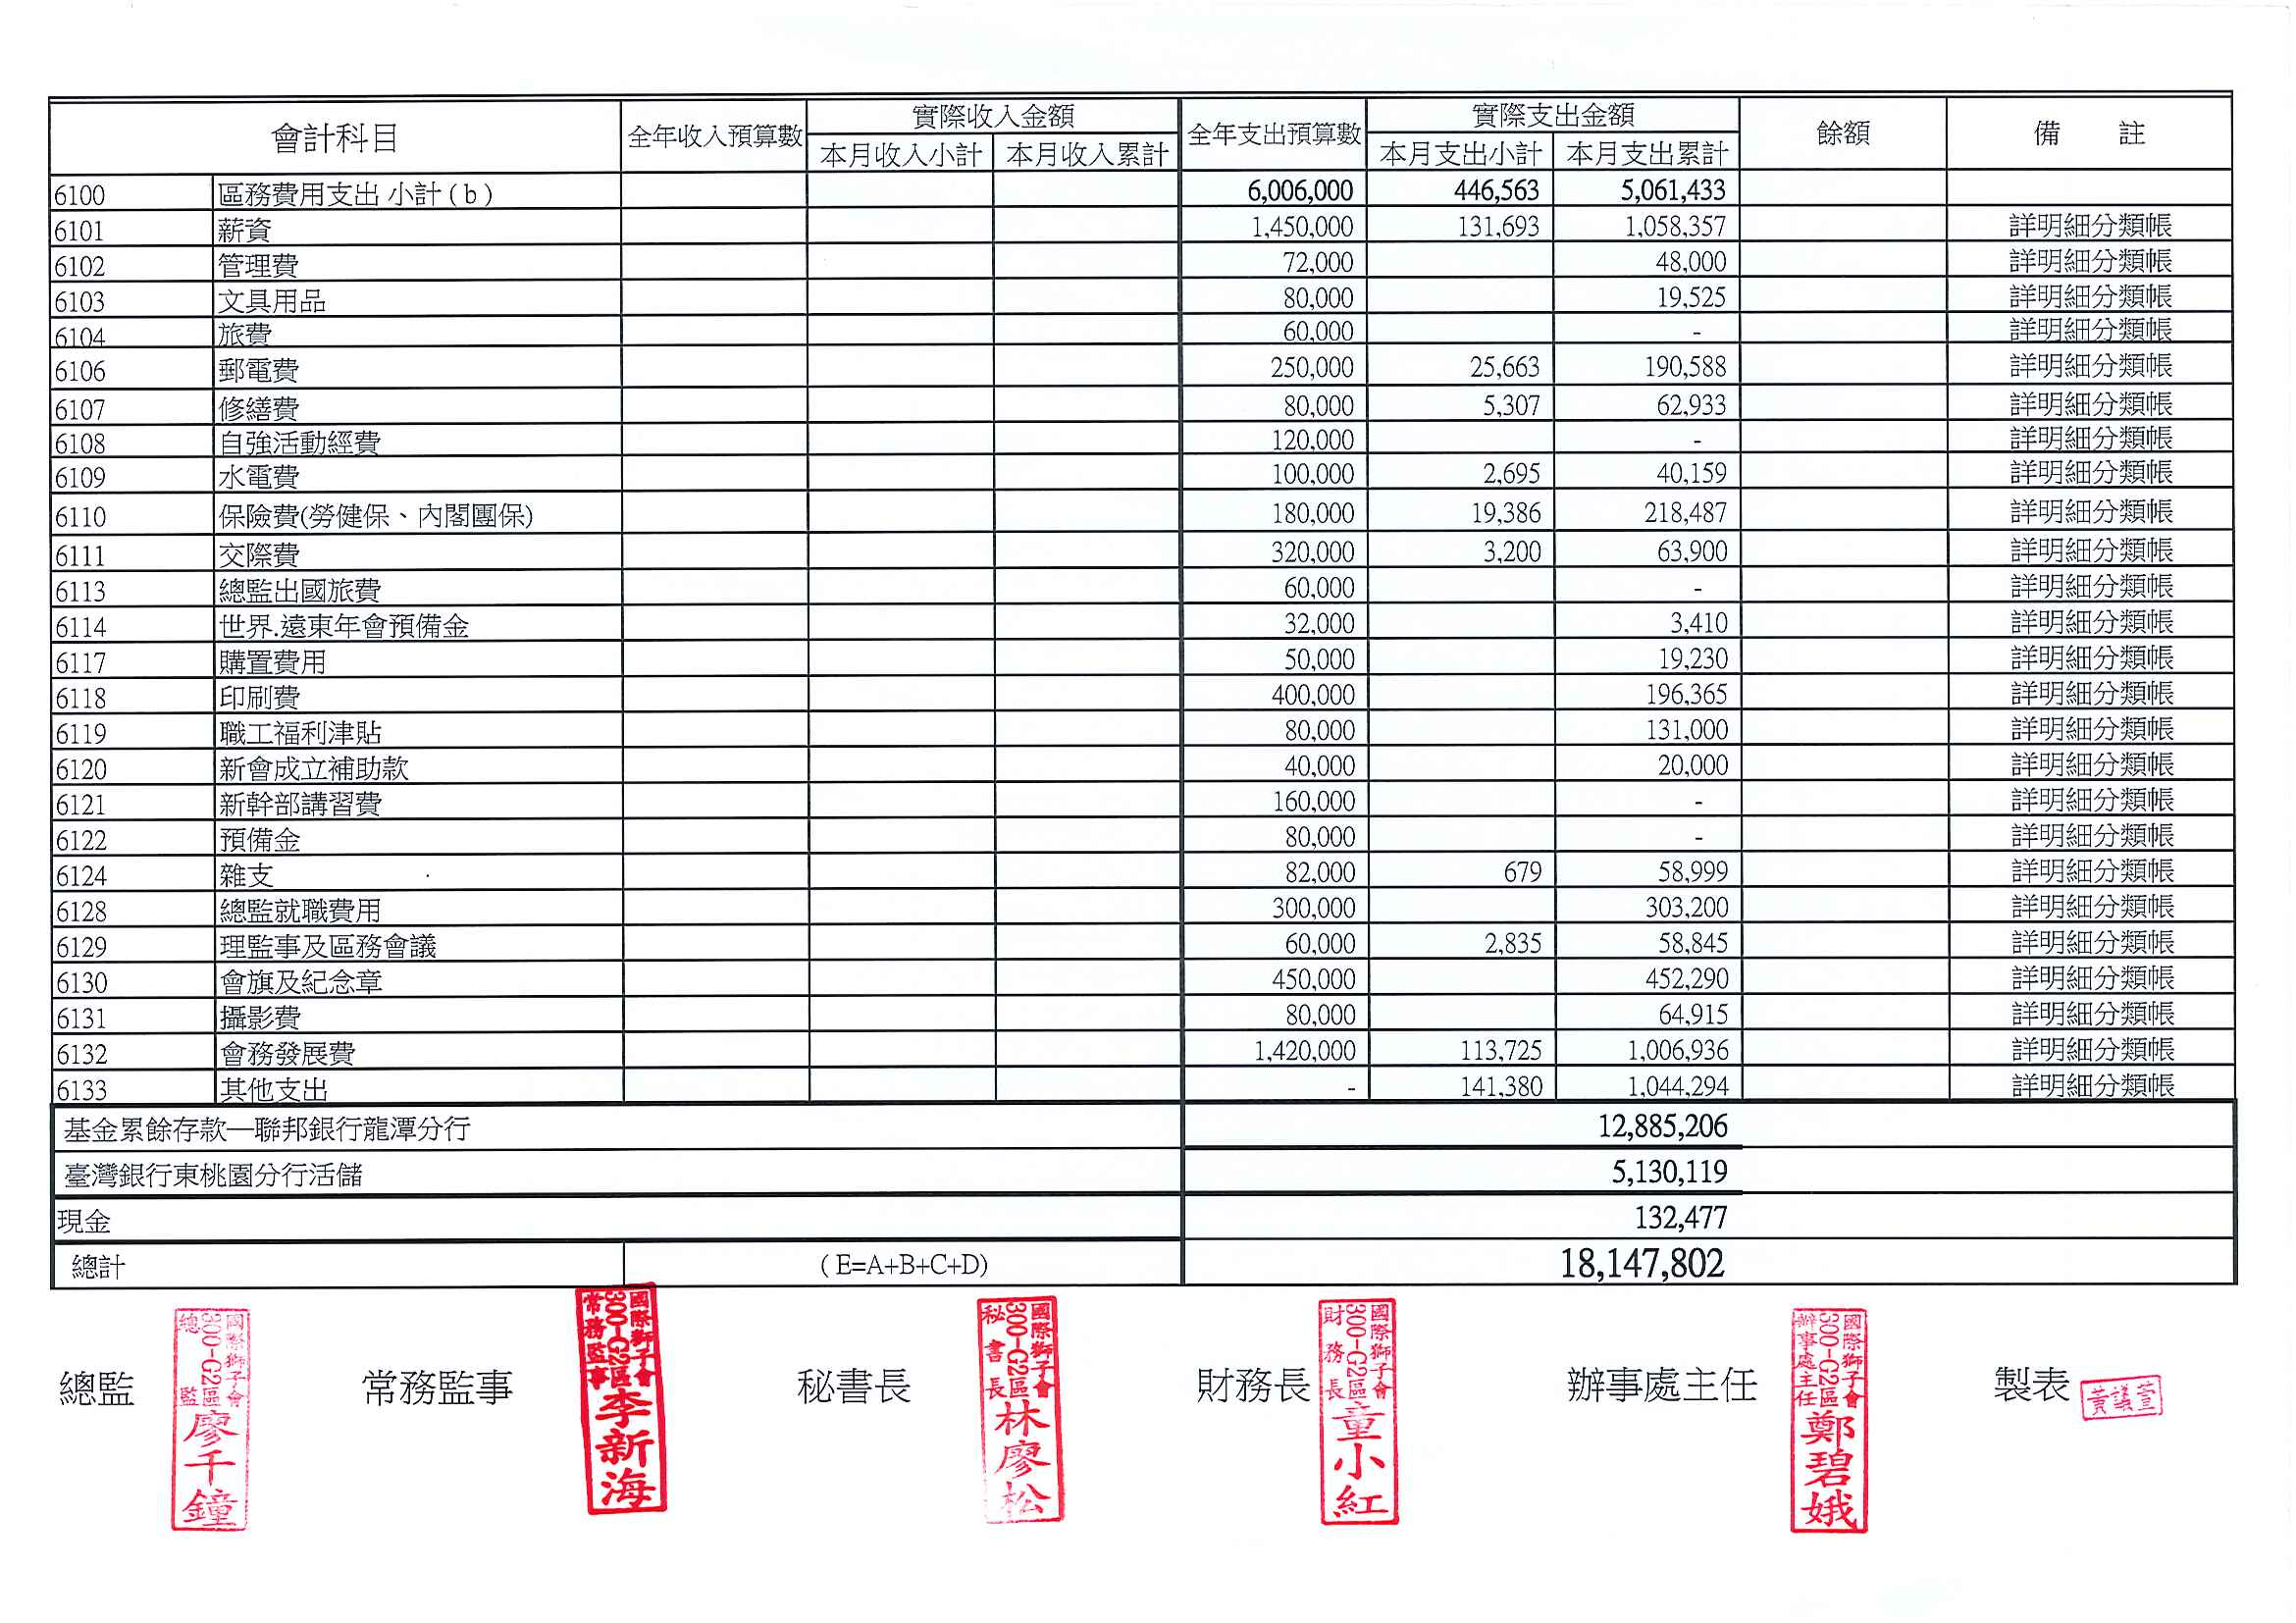 會計科目 全年收入預算數 實際收入金額 全年支出預算數 實際支出金額 餘額 備 註
本月收入小計 本月收入累計 本月支出小計 本月支出累計
6100 區務費用支出 小計 ( b ) 6,006,000 446,563 5,061,433
6101 薪資 1,450,000 131,693 1,058,357 詳明細分類帳
6102 管理費 72,000 48,000 詳明細分類帳
6103 文具用品 80,000 19,525 詳明細分類帳
6104 旅費 60,000 - 詳明細分類帳
6106 郵電費 250,000 25,663 190,588 詳明細分類帳
6107 修繕費 80,000 5,307 62,933 詳明細分類帳
6108 自強活動經費 120,000 - 詳明細分類帳
6109 水電費 100,000 2,695 40,159 詳明細分類帳
6110 保險費(勞健保、內閣團保) 180,000 19,386 218,487 詳明細分類帳
6111 交際費 320,000 3,200 63,900 詳明細分類帳
6113 總監出國旅費 60,000 - 詳明細分類帳
6114 世界.遠東年會預備金 32,000 3,410 詳明細分類帳
6117 購置費用 50,000 19,230 詳明細分類帳
6118 印刷費 400,000 196,365 詳明細分類帳
6119 職工福利津貼 80,000 131,000 詳明細分類帳
6120 新會成立補助款 40,000 20,000 詳明細分類帳
6121 新幹部講習費 160,000 - 詳明細分類帳
6122 預備金 80,000 - 詳明細分類帳
6124 雜支 82,000 679 58,999 詳明細分類帳
6128 總監就職費用 300,000 303,200 詳明細分類帳
6129 理監事及區務會議 60,000 2,835 58,845 詳明細分類帳
6130 會旗及紀念章 450,000 452,290 詳明細分類帳
6131 攝影費 80,000 64,915 詳明細分類帳
6132 會務發展費 1,420,000 113,725 1,006,936 詳明細分類帳
6133 其他支出 - 141,380 1,044,294 詳明細分類帳
基金累餘存款—聯邦銀行龍潭分行 12,885,206
臺灣銀行東桃園分行活儲 5,130,119
現金 132,477
總計 ( E=A+B+C+D) 18,147,802
總監 國際獅子會 300-G2區 總監 廖千鐘
常務監事 國際獅子會 300-G2區 常務監事 李新海
秘書長 國際獅子會 300-G2區 秘書長 林廖松
財務長 國際獅子會 300-G2區 財務長 童小紅
辦事處主任 國際獅子會 300-G2區 辦事處主任 鄭碧娥
製表 黃議萱